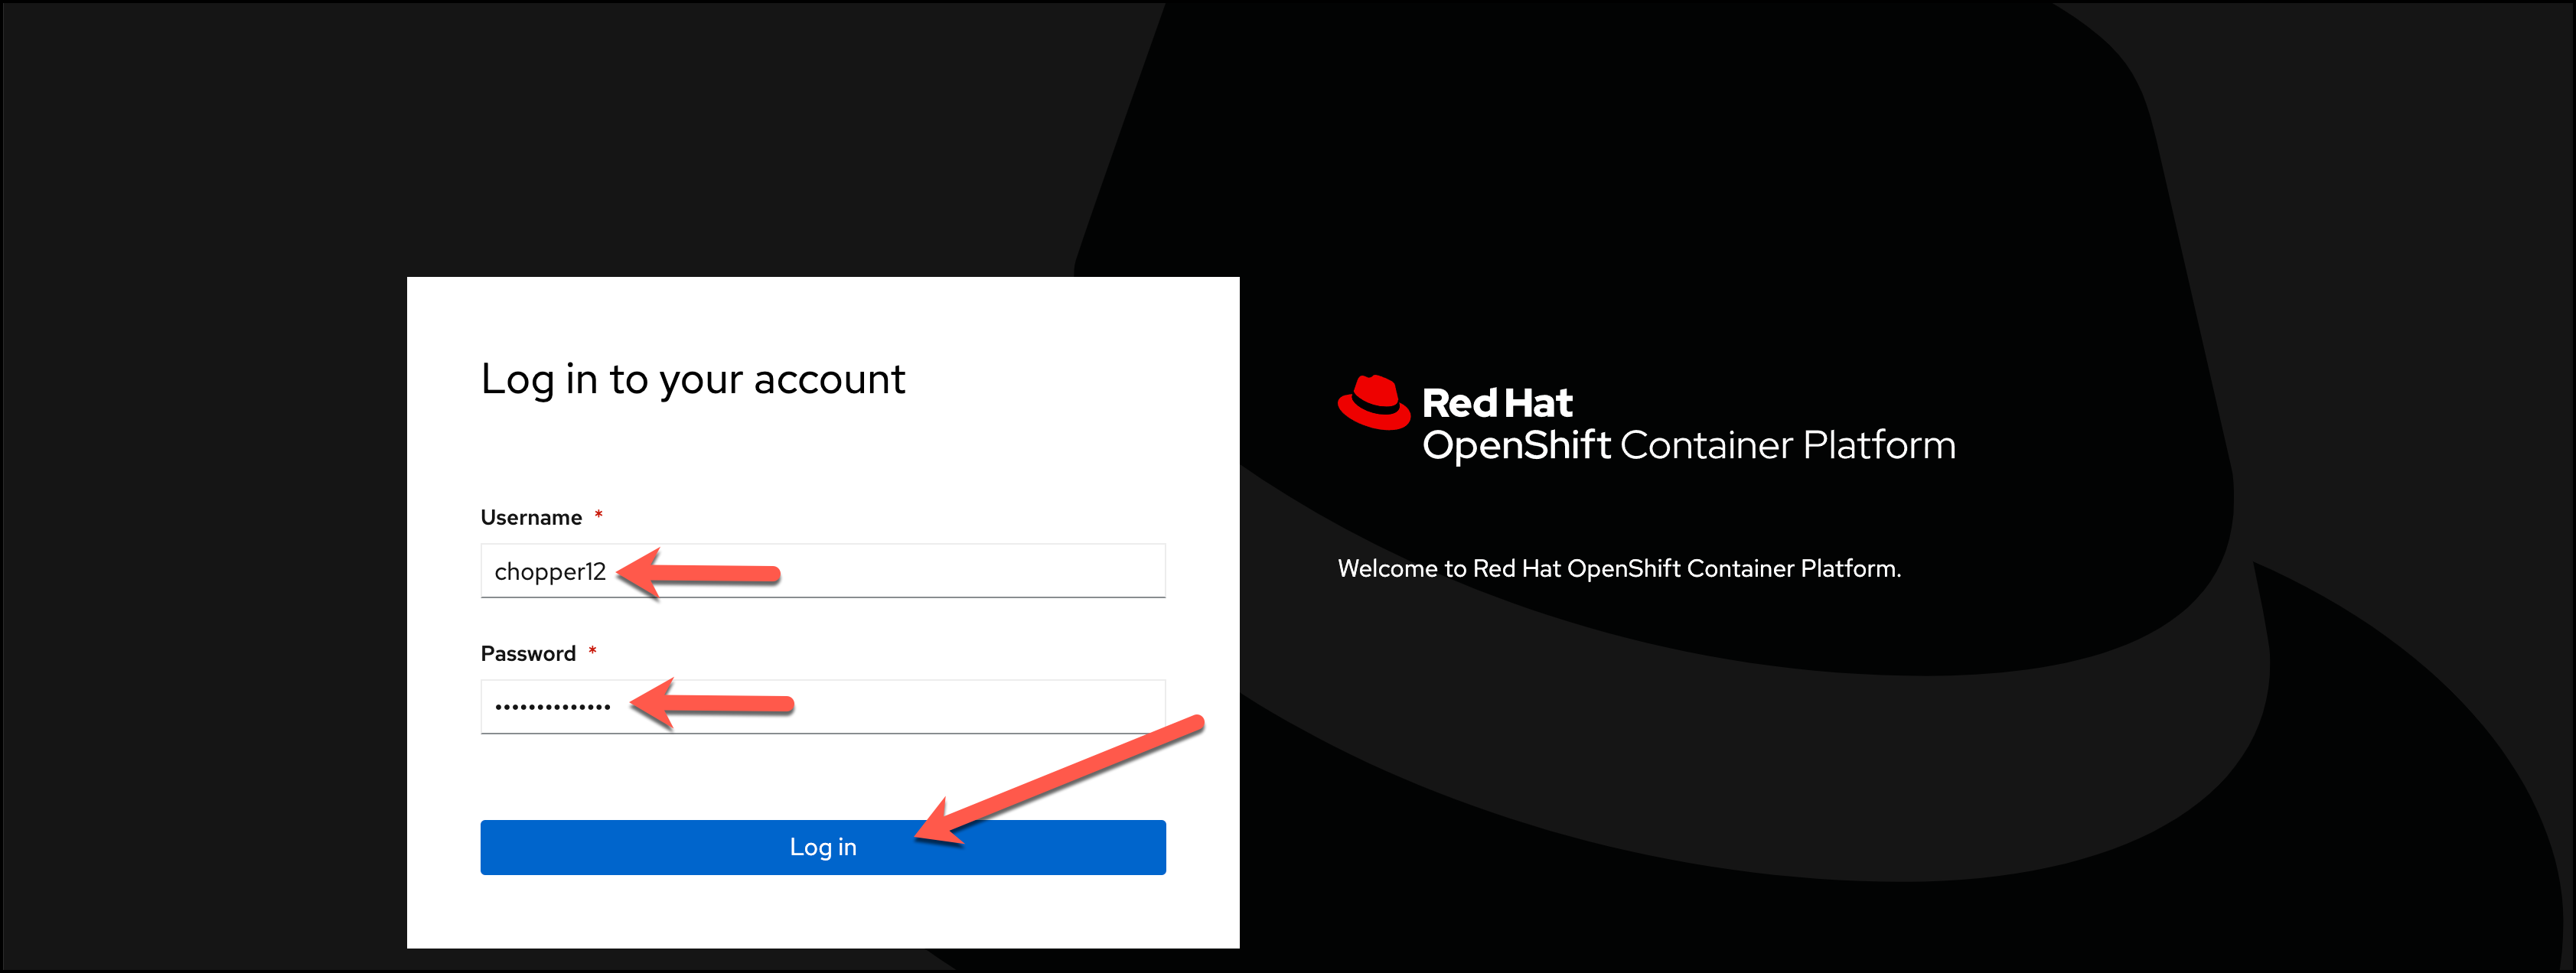 Log in to your account
Username *
chopper12
Password *
••••••••••••••
Log in
Red Hat
OpenShift Container Platform
Welcome to Red Hat OpenShift Container Platform.